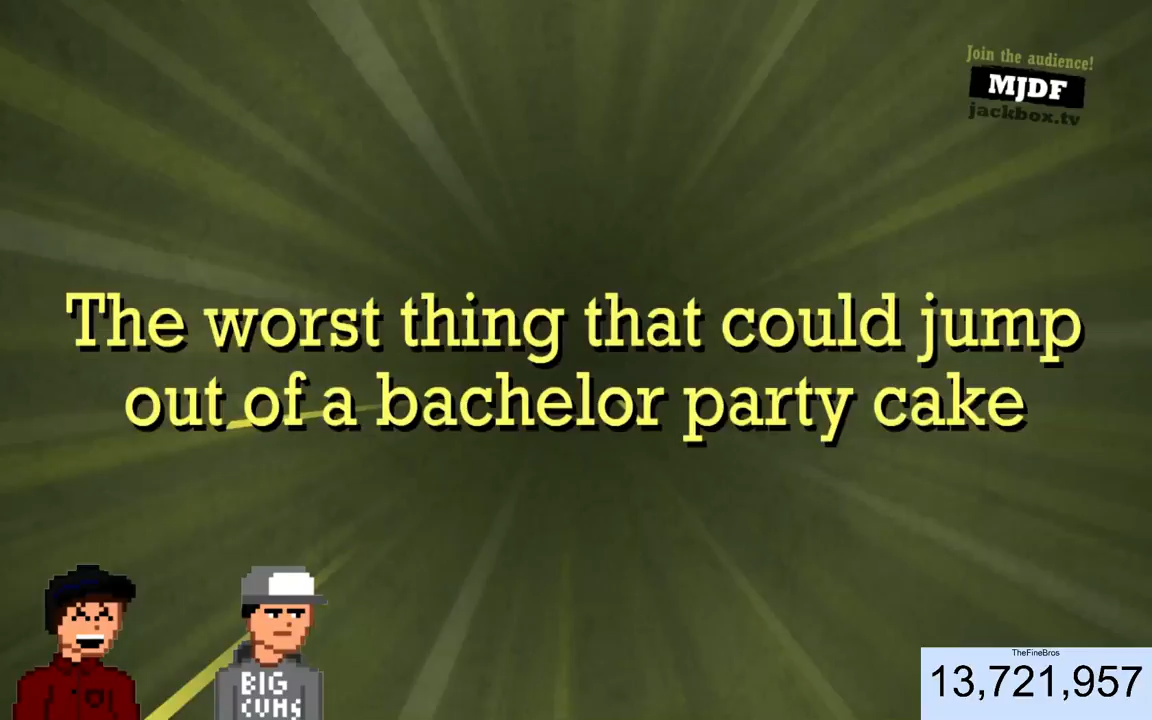 Join the audience!
MJDF
jackbox.tv
The worst thing that could jump
out of a bachelor party cake
BIG
CUMS
TheFineBros
13,721,957